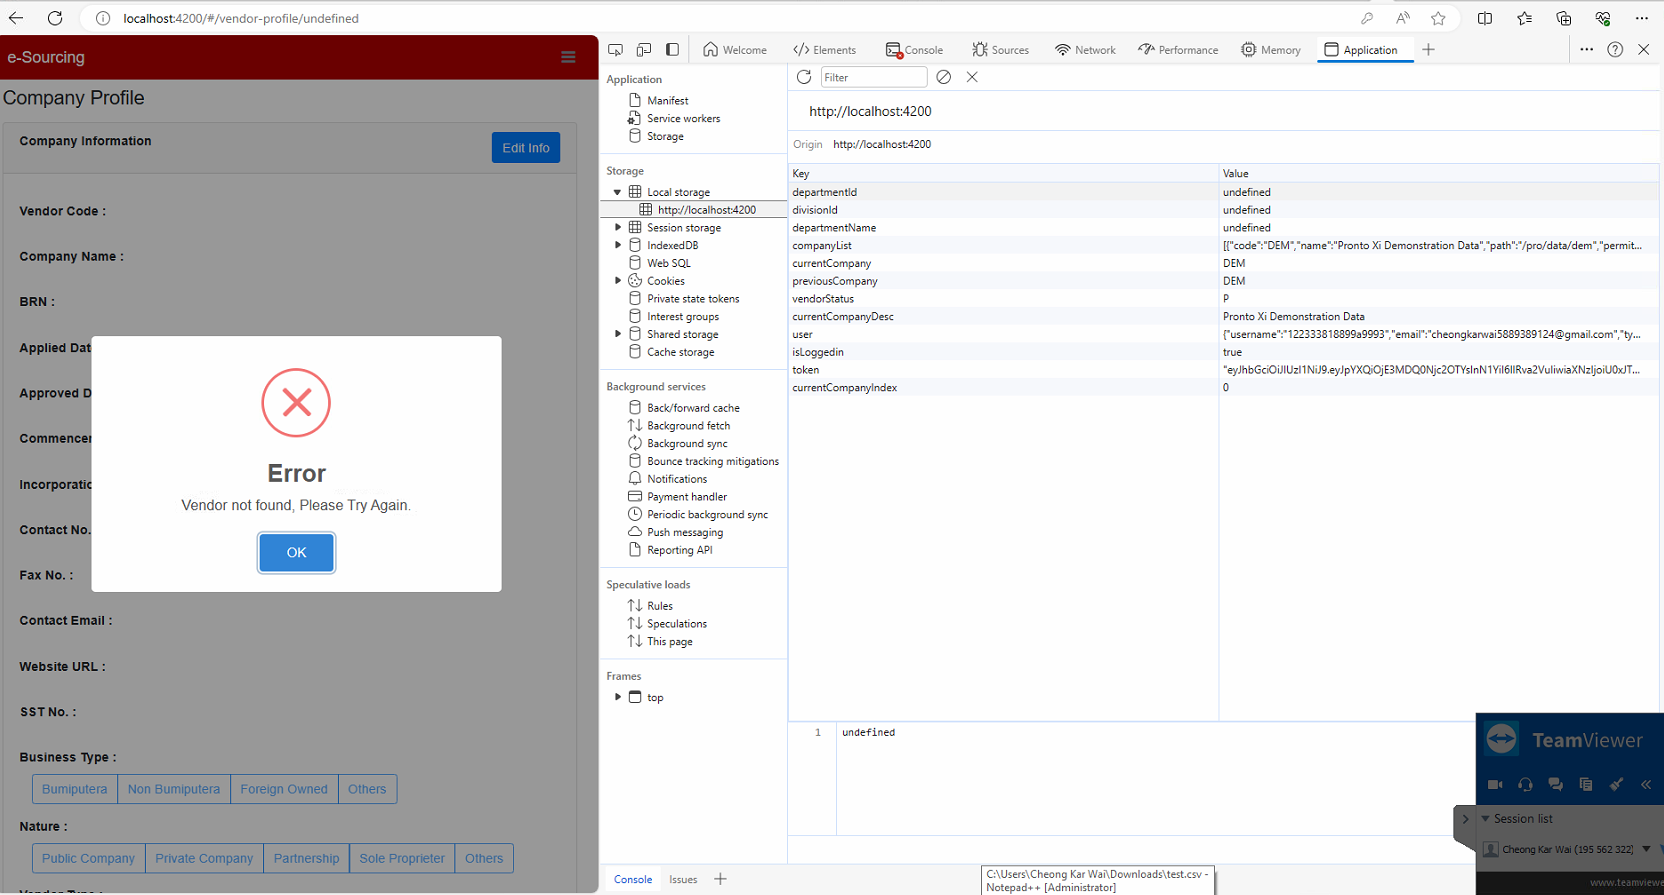 localhost:4200/#/vendor-profile/undefined
e-Sourcing
Company Profile
Company Information
Edit Info
Vendor Code :
Company Name :
BRN :
Applied Dat
Approved D
Commencer
Incorporatic
Contact No.
Fax No. :
Contact Email :
Website URL :
SST No. :
Business Type :
Bumiputera Non Bumiputera Foreign Owned Others
Nature :
Public Company Private Company Partnership Sole Proprieter Others
Error
Vendor not found, Please Try Again.
OK
Welcome Elements Console Sources Network Performance Memory Application
Application
Manifest
Service workers
Storage
Storage
Local storage
http://localhost:4200
Session storage
IndexedDB
Web SQL
Cookies
Private state tokens
Interest groups
Shared storage
Cache storage
Background services
Back/forward cache
Background fetch
Background sync
Bounce tracking mitigations
Notifications
Payment handler
Periodic background sync
Push messaging
Reporting API
Speculative loads
Rules
Speculations
This page
Frames
top
Filter
http://localhost:4200
Origin http://localhost:4200
Key Value
departmentId undefined
divisionId undefined
departmentName undefined
companyList [{"code":"DEM","name":"Pronto Xi Demonstration Data","path":"/pro/data/dem","permit...
currentCompany DEM
previousCompany DEM
vendorStatus P
currentCompanyDesc Pronto Xi Demonstration Data
user {"username":"122333818899a9993","email":"cheongkarwai5889389124@gmail.com","ty...
isLoggedin true
token
currentCompanyIndex 0
1 undefined
Console Issues
C:\Users\Cheong Kar Wai\Downloads\test.csv -
Notepad++ [Administrator]
TeamViewer
Session list
Cheong Kar Wai (195 562 322)
www.teamviewe